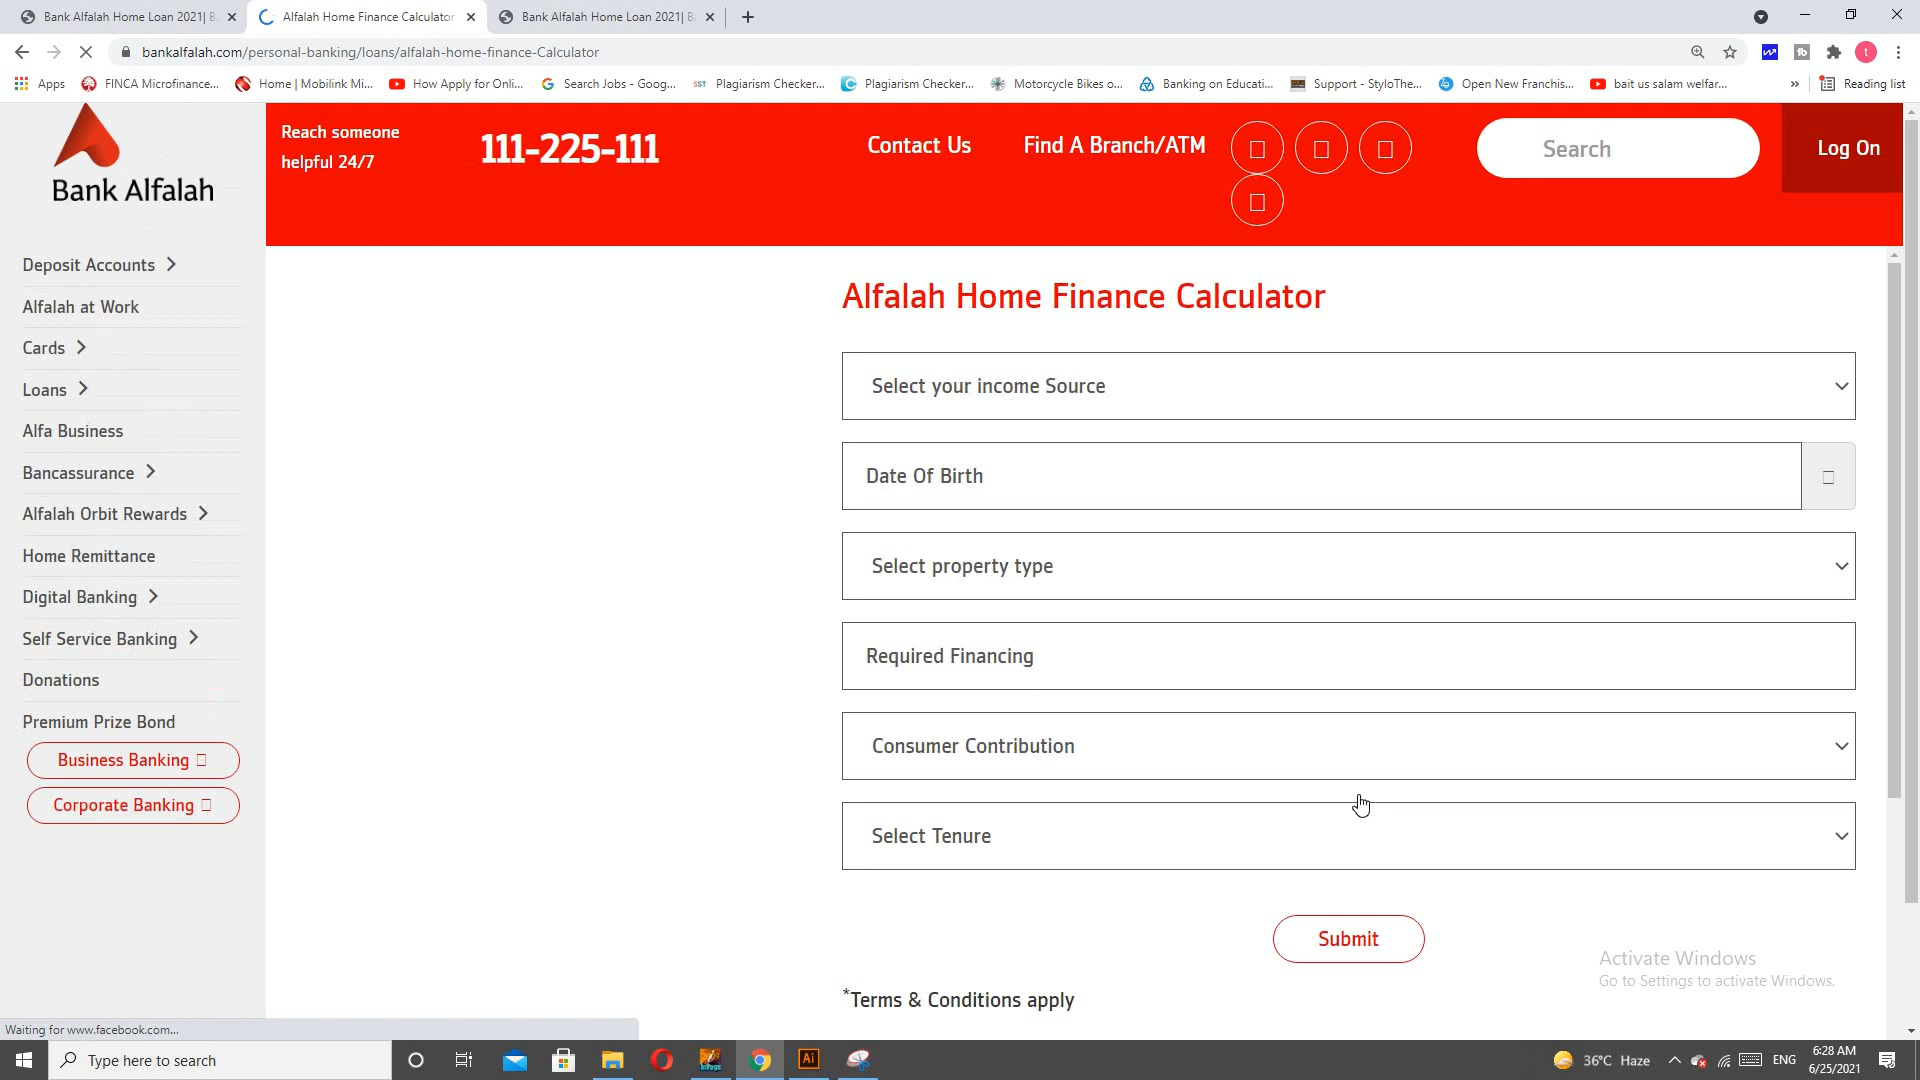 Bank Alfalah Home Loan 2021| B
Alfalah Home Finance Calculator
Bank Alfalah Home Loan 2021| B
bankalfalah.com/personal-banking/loans/alfalah-home-finance-Calculator
Apps
FINCA Microfinance...
Home | Mobilink Mi...
How Apply for Onli...
Search Jobs - Goog...
SST
Plagiarism Checker...
Plagiarism Checker...
Motorcycle Bikes o...
Banking on Educati...
Support - StyloThe...
Open New Franchis...
bait us salam welfar...
»
Reading list
Bank Alfalah
Reach someone
helpful 24/7
111-225-111
Contact Us
Find A Branch/ATM
Search
Log On
Deposit Accounts
Alfalah at Work
Cards
Loans
Alfa Business
Bancassurance
Alfalah Orbit Rewards
Home Remittance
Digital Banking
Self Service Banking
Donations
Premium Prize Bond
Business Banking
Corporate Banking
Alfalah Home Finance Calculator
Select your income Source
Date Of Birth
Select property type
Required Financing
Consumer Contribution
Select Tenure
Submit
*Terms & Conditions apply
Activate Windows
Go to Settings to activate Windows.
Waiting for www.facebook.com...
Type here to search
Ai
36°C Haze
ENG
6:28 AM
6/25/2021